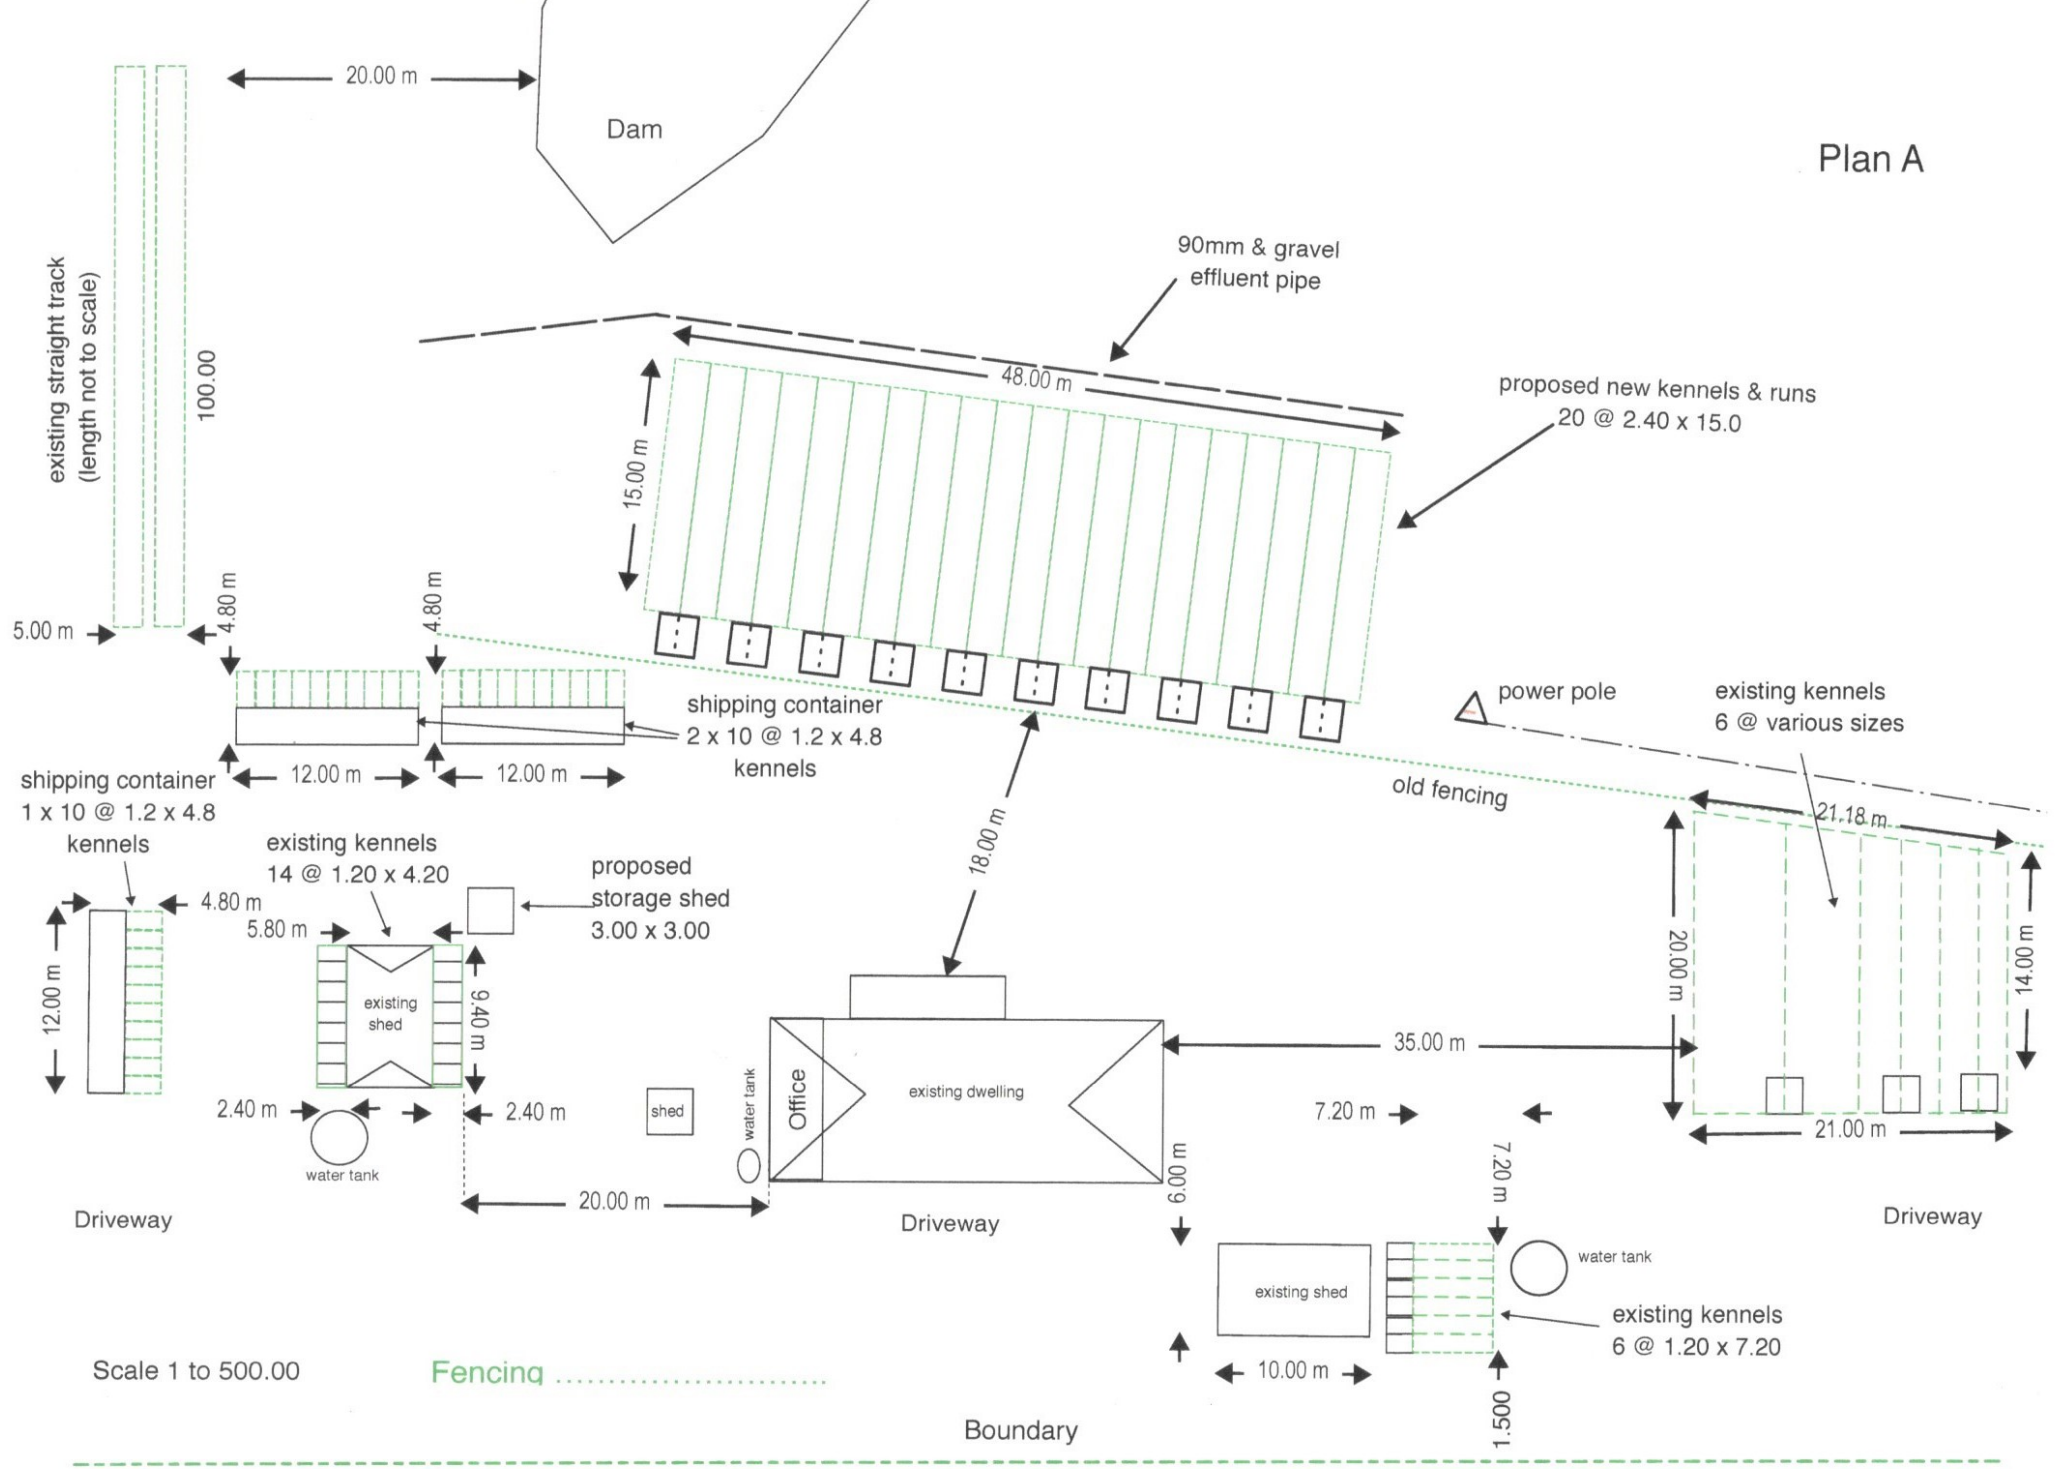 20.00 m
Dam
Plan A
existing straight track
(length not to scale)
100.00
90mm & gravel
effluent pipe
48.00 m
15.00 m
proposed new kennels & runs
20 @ 2.40 x 15.0
5.00 m
4.80 m
4.80 m
shipping container
2 x 10 @ 1.2 x 4.8
kennels
power pole
existing kennels
6 @ various sizes
12.00 m
12.00 m
shipping container
1 x 10 @ 1.2 x 4.8
kennels
old fencing
21.18 m
18.00 m
existing kennels
14 @ 1.20 x 4.20
proposed
storage shed
3.00 x 3.00
4.80 m
5.80 m
12.00 m
existing
shed
9.40 m
20.00 m
14.00 m
35.00 m
2.40 m
2.40 m
water tank
shed
water tank
Office
existing dwelling
7.20 m
21.00 m
20.00 m
6.00 m
7.20 m
Driveway
Driveway
Driveway
existing shed
water tank
existing kennels
6 @ 1.20 x 7.20
10.00 m
1.500
Scale 1 to 500.00
Fencing
Boundary